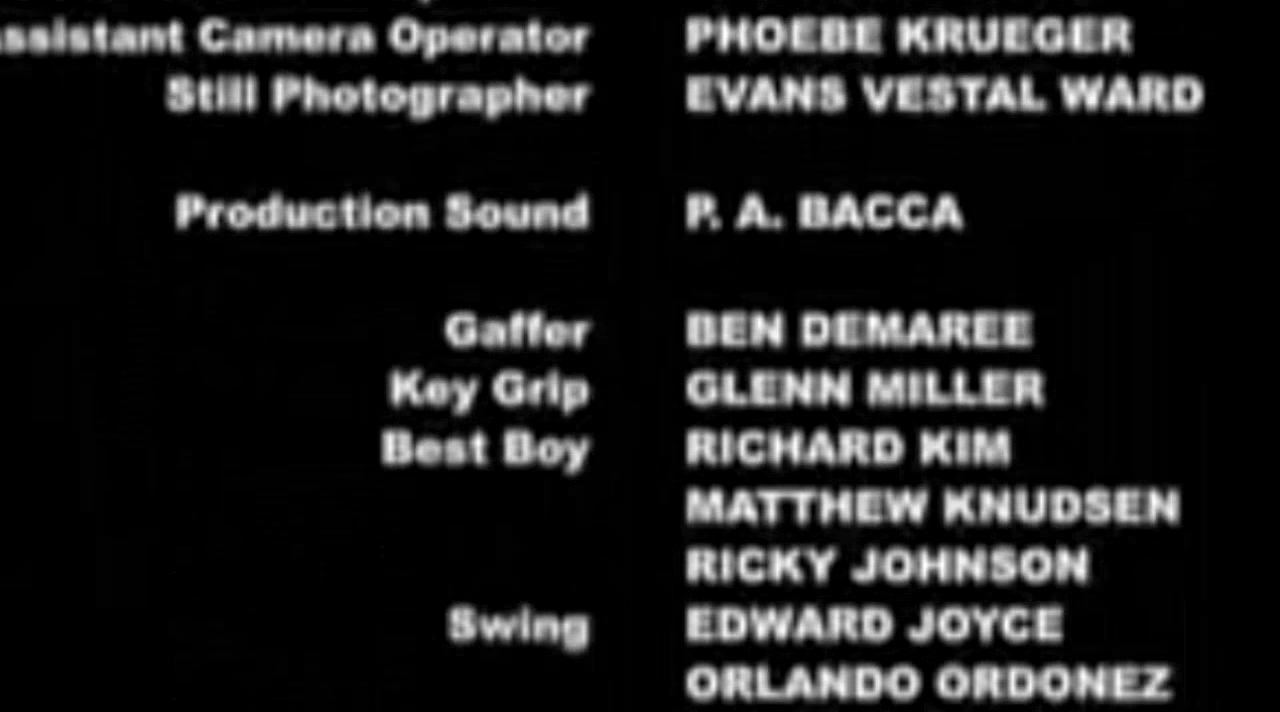 ssistant Camera Operator PHOEBE KRUEGER
Still Photographer EVANS VESTAL WARD
Production Sound P. A. BACCA
Gaffer BEN DEMAREE
Key Grip GLENN MILLER
Best Boy RICHARD KIM
MATTHEW KNUDSEN
RICKY JOHNSON
Swing EDWARD JOYCE
ORLANDO ORDONEZ